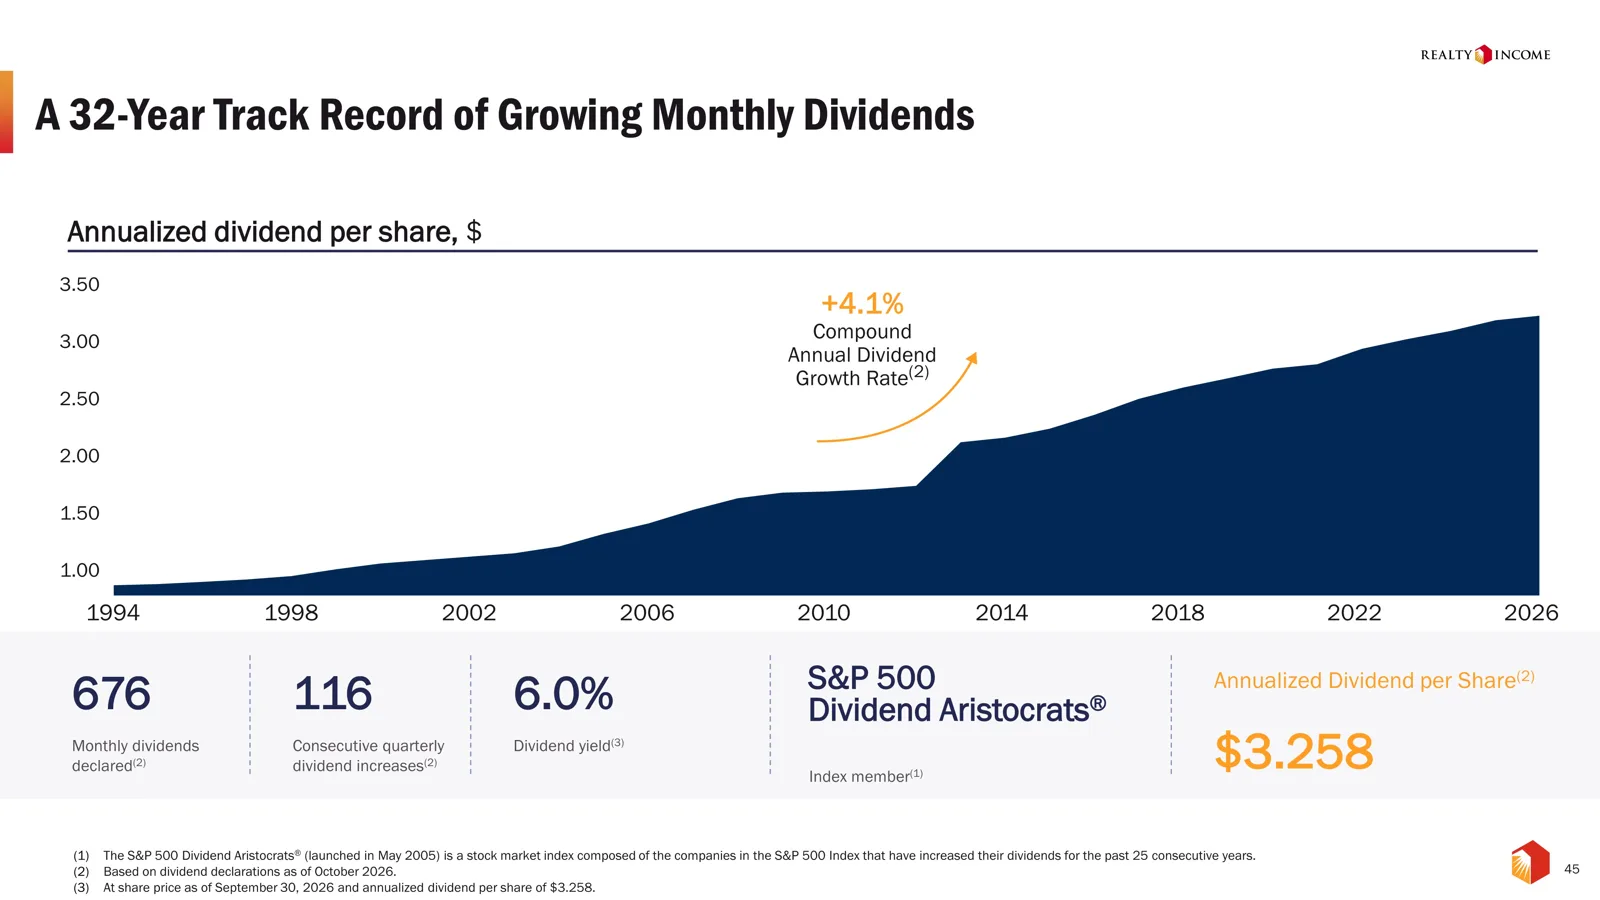 REALTY INCOME
A 32-Year Track Record of Growing Monthly Dividends
Annualized dividend per share, $
3.50
3.00
2.50
2.00
1.50
1.00
+4.1%
Compound
Annual Dividend
Growth Rate(2)
1994 1998 2002 2006 2010 2014 2018 2022 2026
676
Monthly dividends
declared(2)
116
Consecutive quarterly
dividend increases(2)
6.0%
Dividend yield(3)
S&P 500
Dividend Aristocrats®
Index member(1)
Annualized Dividend per Share(2)
$3.258
(1) The S&P 500 Dividend Aristocrats® (launched in May 2005) is a stock market index composed of the companies in the S&P 500 Index that have increased their dividends for the past 25 consecutive years.
(2) Based on dividend declarations as of October 2026.
(3) At share price as of September 30, 2026 and annualized dividend per share of $3.258.
45